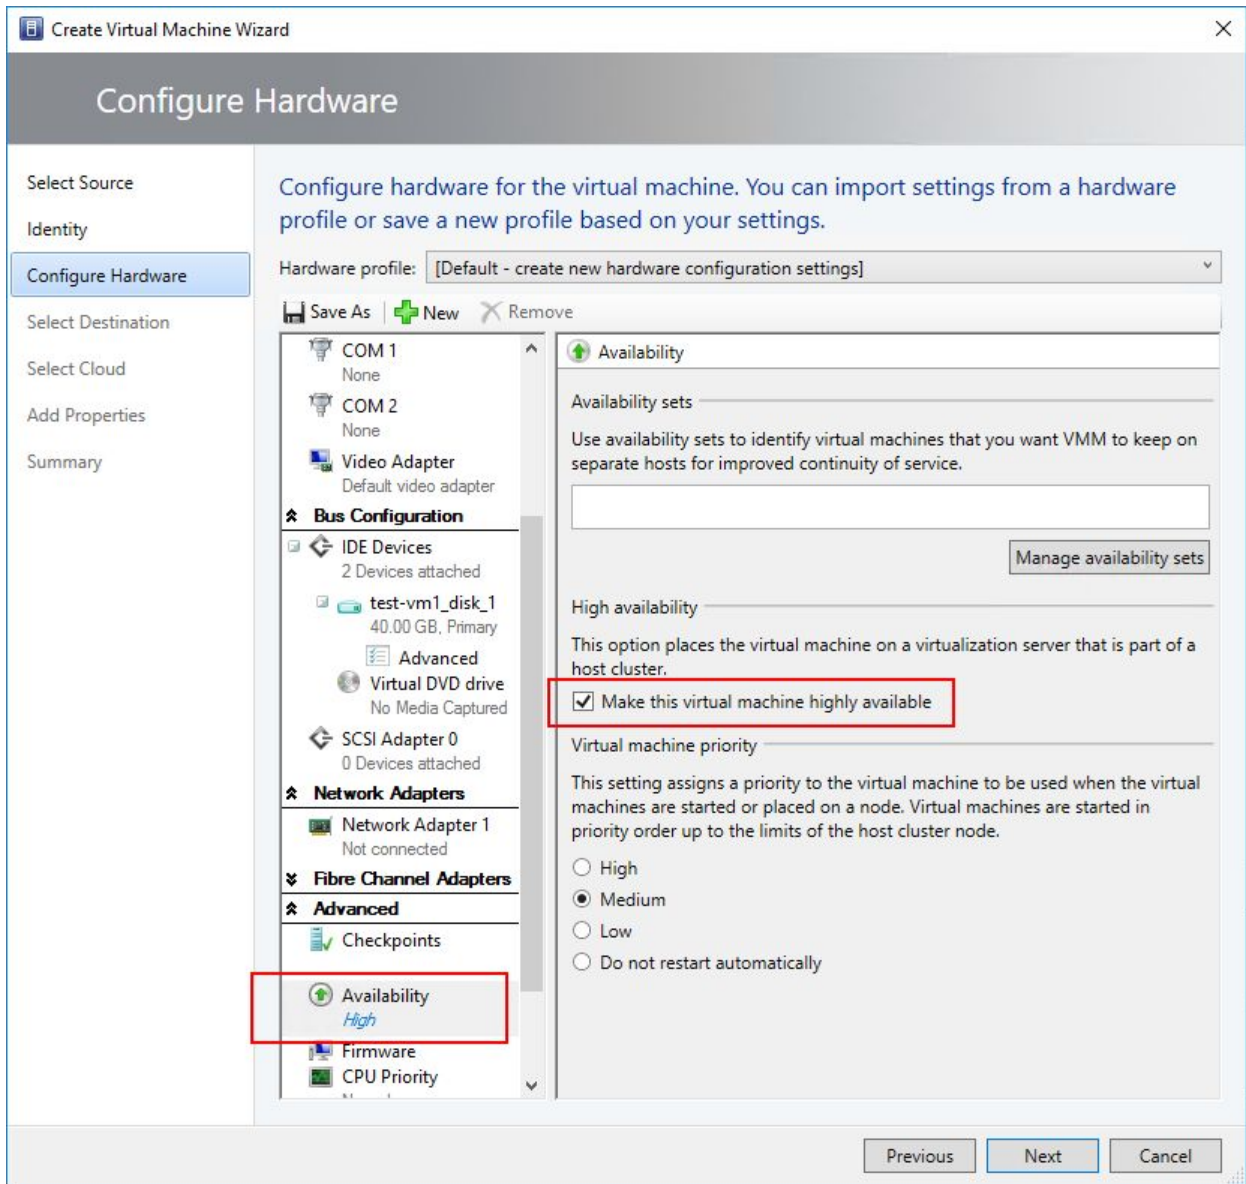 Create Virtual Machine Wizard
Configure Hardware
Select Source
Identity
Configure Hardware
Select Destination
Select Cloud
Add Properties
Summary
Configure hardware for the virtual machine. You can import settings from a hardware
profile or save a new profile based on your settings.
Hardware profile: [Default - create new hardware configuration settings]
Save As New Remove
COM 1
None
COM 2
None
Video Adapter
Default video adapter
Bus Configuration
IDE Devices
2 Devices attached
test-vm1_disk_1
40.00 GB, Primary
Advanced
Virtual DVD drive
No Media Captured
SCSI Adapter 0
0 Devices attached
Network Adapters
Network Adapter 1
Not connected
Fibre Channel Adapters
Advanced
Checkpoints
Availability
High
Firmware
CPU Priority
Availability
Availability sets
Use availability sets to identify virtual machines that you want VMM to keep on
separate hosts for improved continuity of service.
Manage availability sets
High availability
This option places the virtual machine on a virtualization server that is part of a
host cluster.
Make this virtual machine highly available
Virtual machine priority
This setting assigns a priority to the virtual machine to be used when the virtual
machines are started or placed on a node. Virtual machines are started in
priority order up to the limits of the host cluster node.
High
Medium
Low
Do not restart automatically
Previous Next Cancel